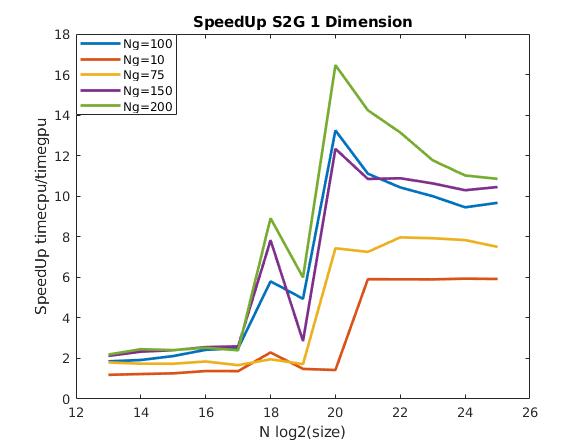 SpeedUp S2G 1 Dimension
18
16
14
12
10
8
6
4
2
0
SpeedUp timecpu/timegpu
Ng=100
Ng=10
Ng=75
Ng=150
Ng=200
12 14 16 18 20 22 24 26
N log2(size)